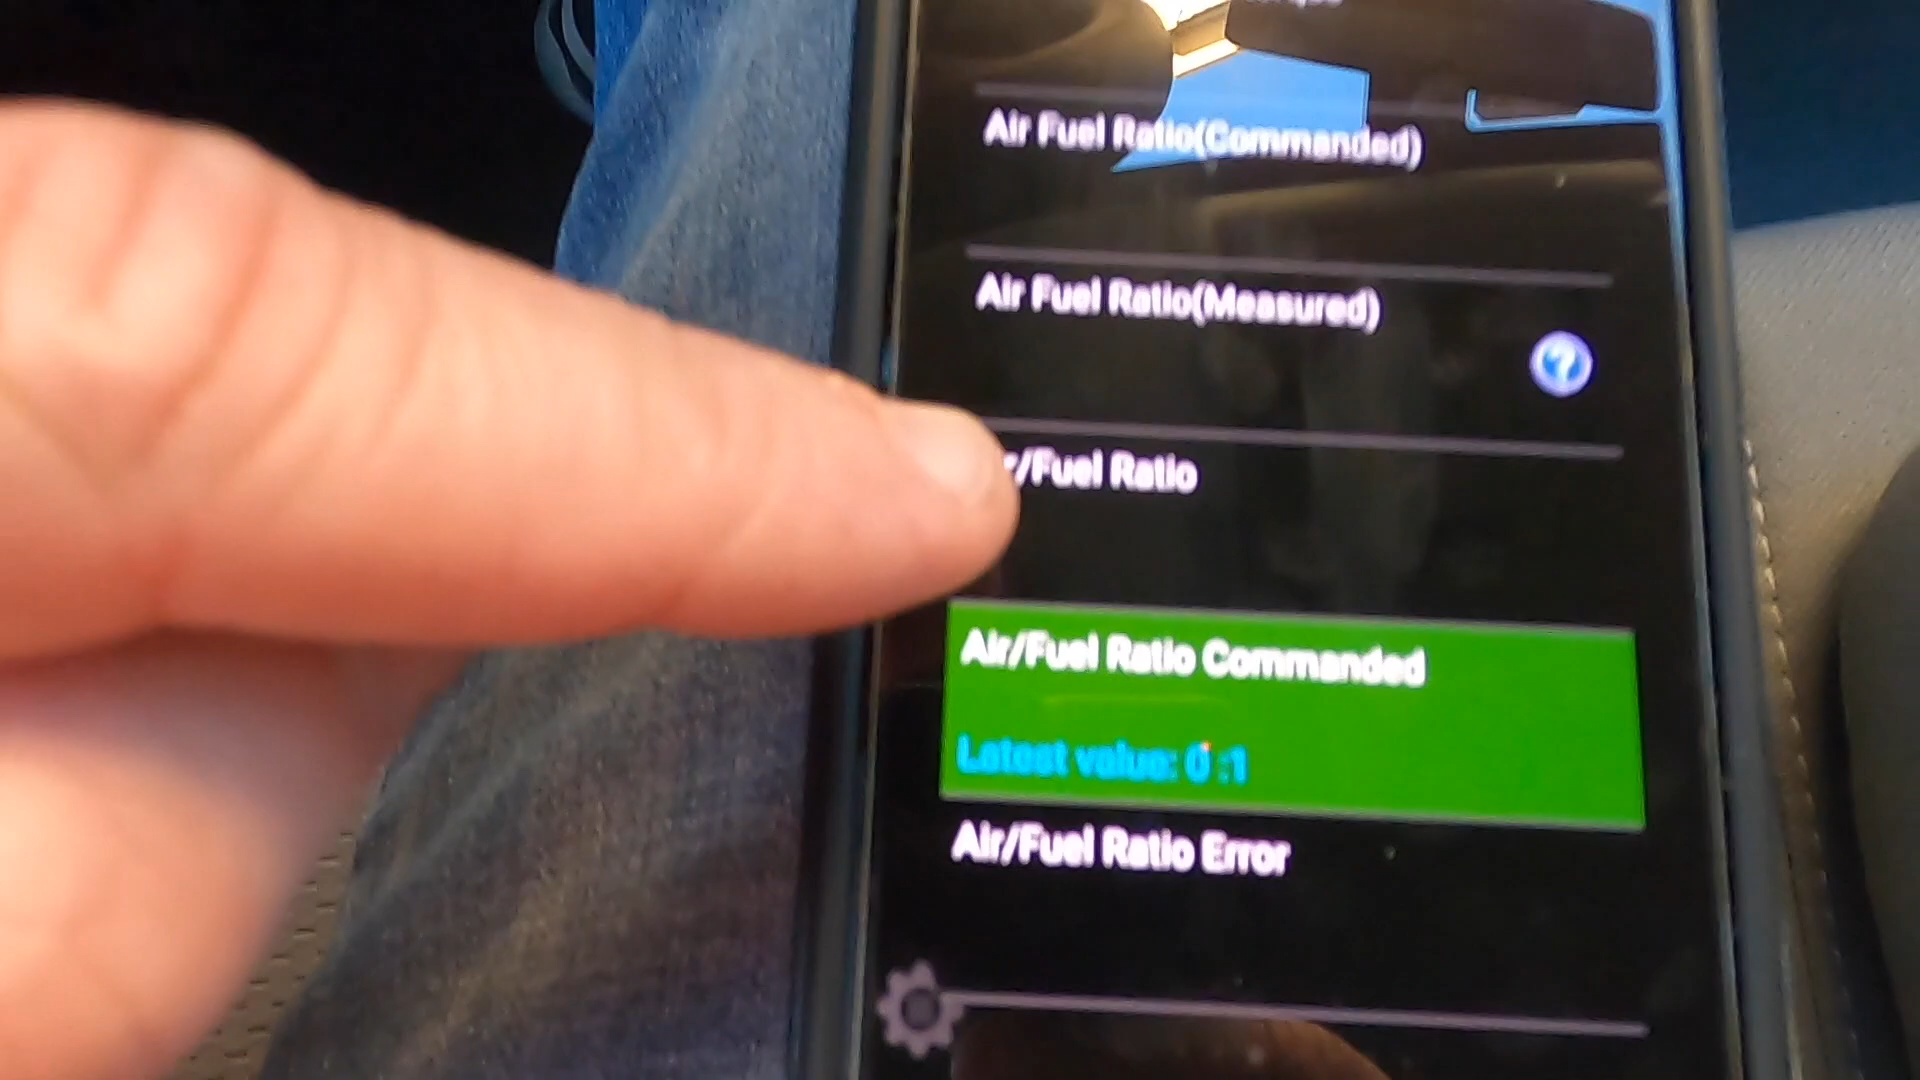 Air Fuel Ratio(Commanded)
Air Fuel Ratio(Measured)
?
r/Fuel Ratio
Air/Fuel Ratio Commanded
Latest value: 0 :1
Air/Fuel Ratio Error